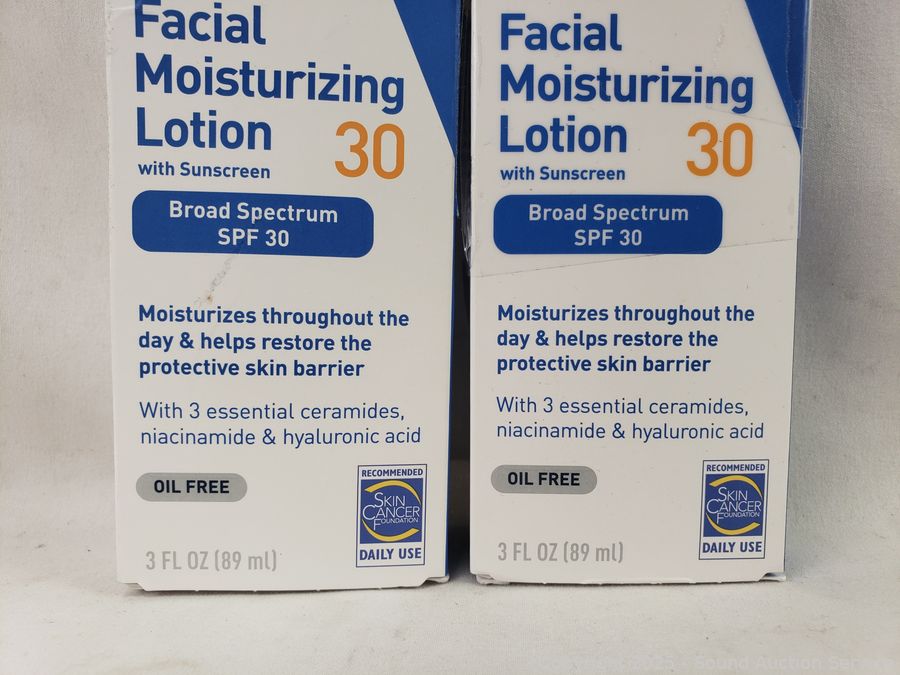 Facial
Moisturizing
Lotion
30
with Sunscreen
Broad Spectrum
SPF 30
Moisturizes throughout the
day & helps restore the
protective skin barrier
With 3 essential ceramides,
niacinamide & hyaluronic acid
OIL FREE
RECOMMENDED
SKIN
CANCER
FOUNDATION
DAILY USE
3 FL OZ (89 ml)
Facial
Moisturizing
Lotion
30
with Sunscreen
Broad Spectrum
SPF 30
Moisturizes throughout the
day & helps restore the
protective skin barrier
With 3 essential ceramides,
niacinamide & hyaluronic acid
OIL FREE
RECOMMENDED
SKIN
CANCER
FOUNDATION
DAILY USE
3 FL OZ (89 ml)
Copyright 2025 - Sound Auction Service